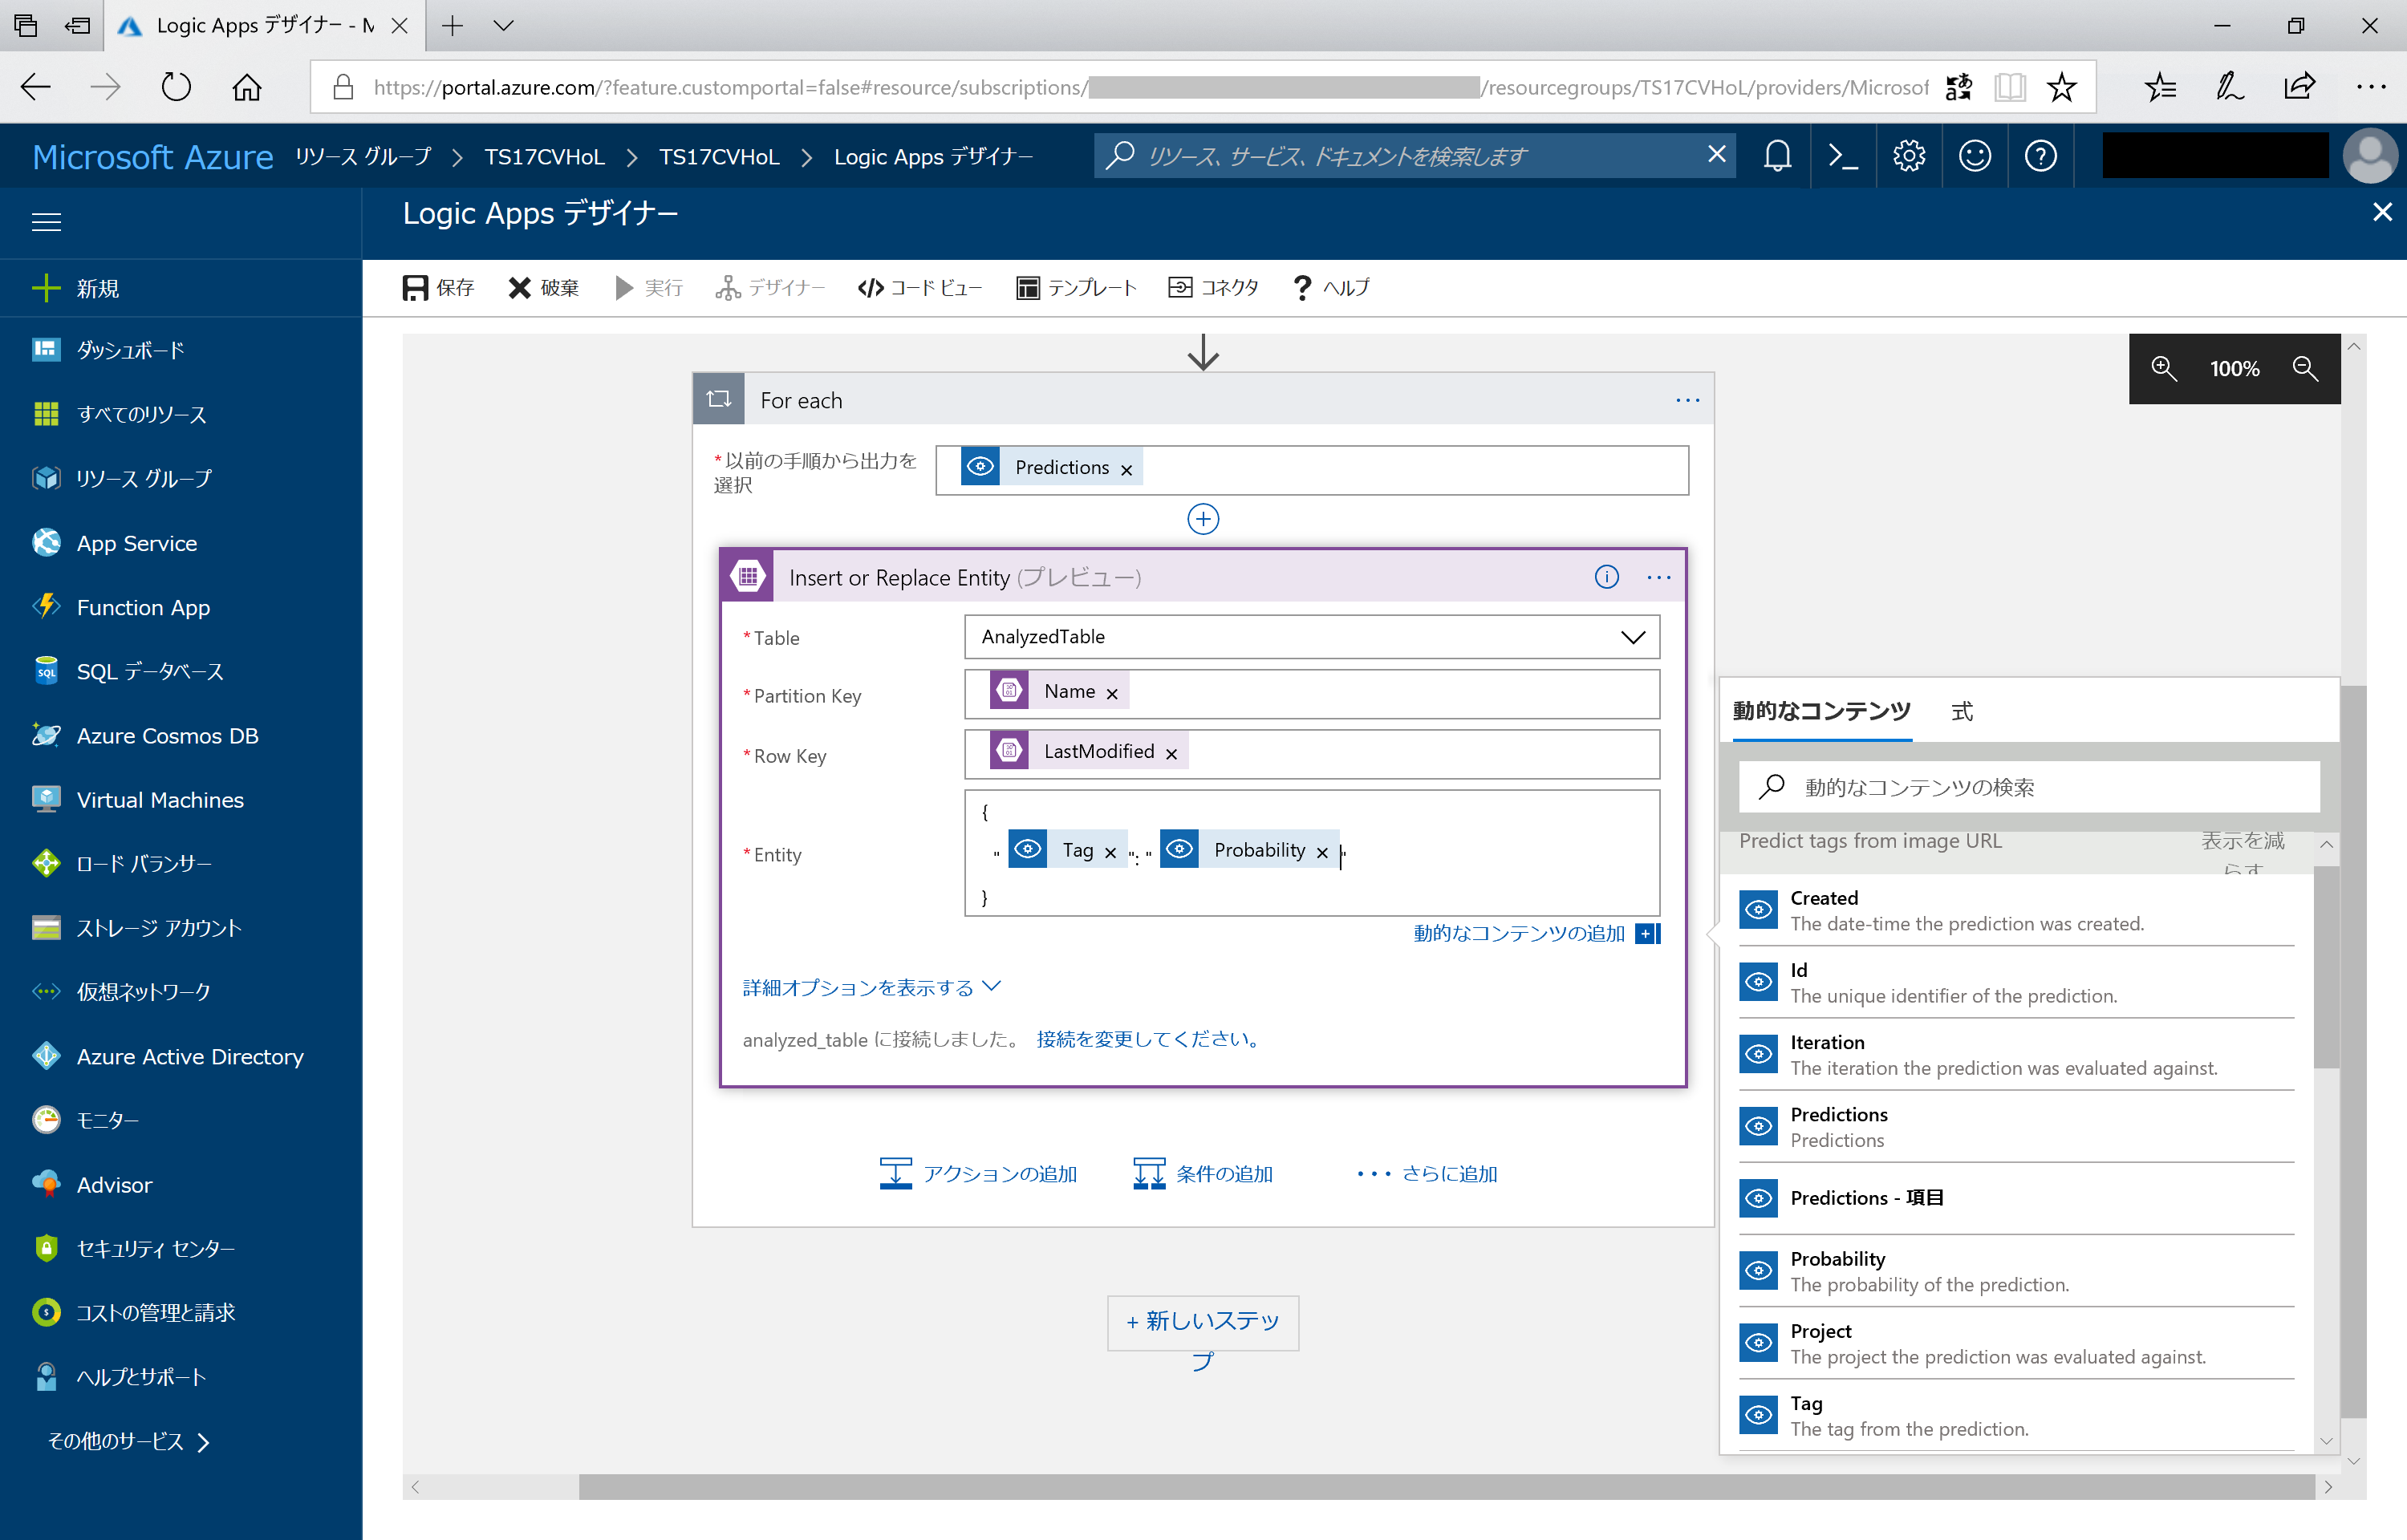 Logic Apps デザイナー - M
https://portal.azure.com/?feature.customportal=false#resource/subscriptions/ /resourcegroups/TS17CVHoL/providers/Microsof
Microsoft Azure リソース グループ > TS17CVHoL > TS17CVHoL > Logic Apps デザイナー
リソース、サービス、ドキュメントを検索します
Logic Apps デザイナー
新規
ダッシュボード
すべてのリソース
リソース グループ
App Service
Function App
SQL データベース
Azure Cosmos DB
Virtual Machines
ロード バランサー
ストレージ アカウント
仮想ネットワーク
Azure Active Directory
モニター
Advisor
セキュリティ センター
コストの管理と請求
ヘルプとサポート
その他のサービス
保存 破棄 実行 デザイナー コード ビュー テンプレート コネクタ ? ヘルプ
100%
For each
*以前の手順から出力を
選択
Predictions
Insert or Replace Entity (プレビュー)
*Table
AnalyzedTable
*Partition Key
Name
*Row Key
LastModified
*Entity
{
" Tag ": " Probability "
}
動的なコンテンツの追加
詳細オプションを表示する
analyzed_table に接続しました。 接続を変更してください。
アクションの追加 条件の追加 ••• さらに追加
+ 新しいステッ
プ
動的なコンテンツ 式
動的なコンテンツの検索
Predict tags from image URL 表示を減
らす
Created
The date-time the prediction was created.
Id
The unique identifier of the prediction.
Iteration
The iteration the prediction was evaluated against.
Predictions
Predictions
Predictions - 項目
Probability
The probability of the prediction.
Project
The project the prediction was evaluated against.
Tag
The tag from the prediction.